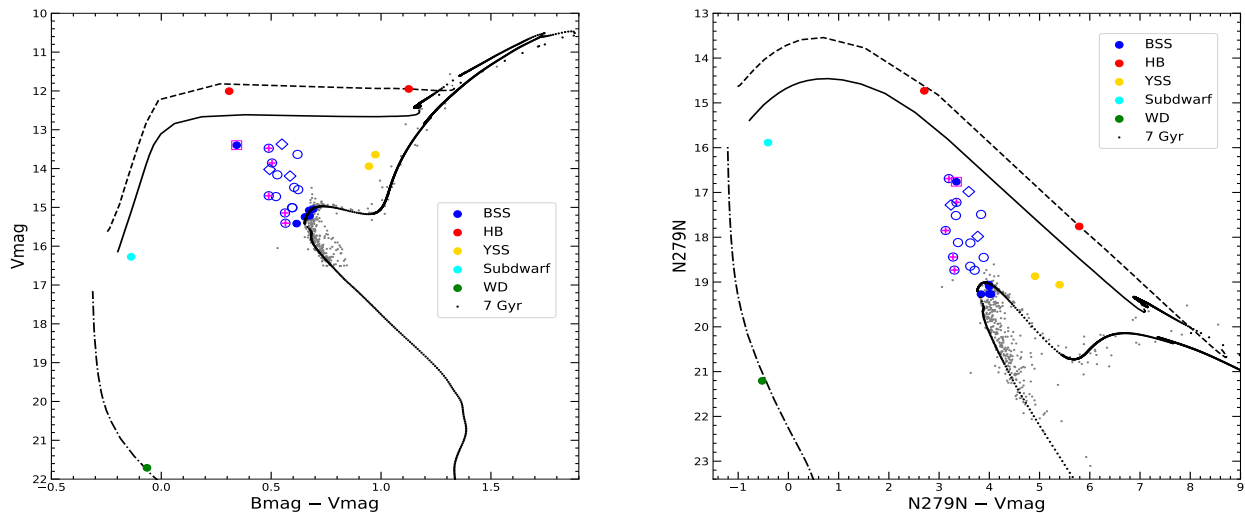 10
11
12
13
14
15
16
17
18
19
20
21
22
Vmag
−0.5
0.0
0.5
1.0
1.5
Bmag − Vmag
BSS
HB
YSS
Subdwarf
WD
7 Gyr
13
14
15
16
17
18
19
20
21
22
23
N279N
−1
0
1
2
3
4
5
6
7
8
9
N279N − Vmag
BSS
HB
YSS
Subdwarf
WD
7 Gyr